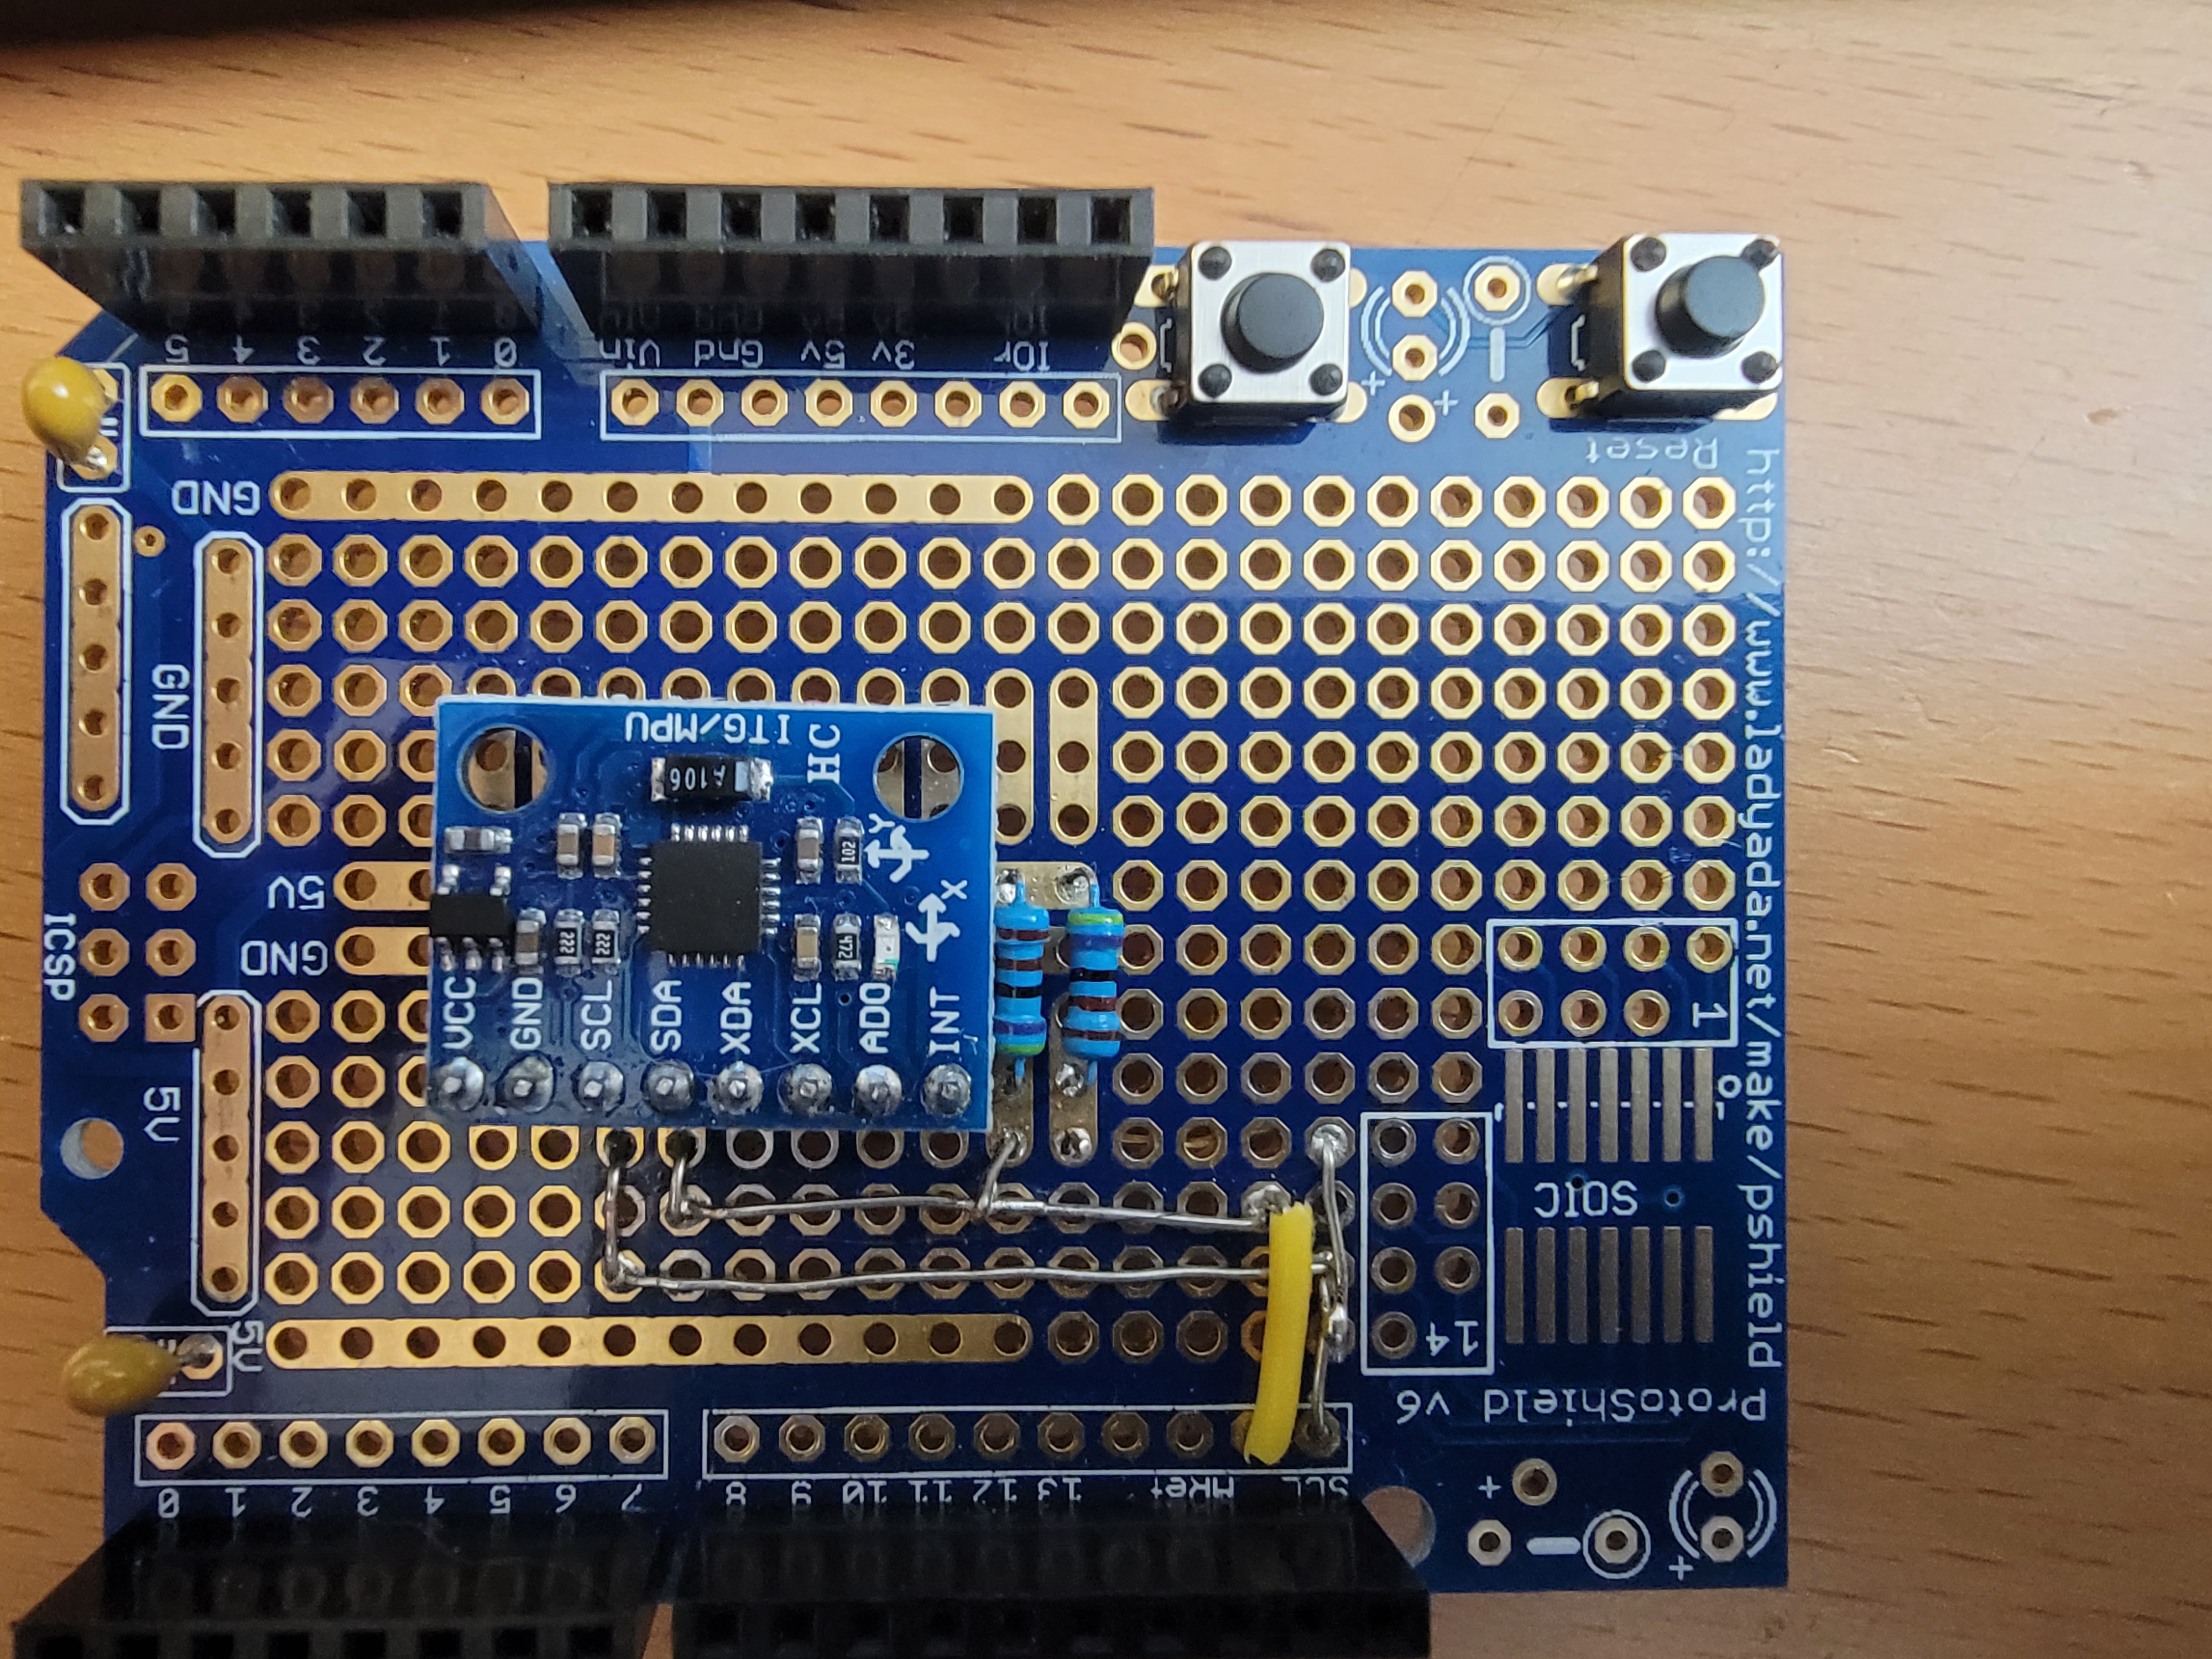 ICSP
5V
GND
5V
GND
5V
GND
0
1
2
3
4
5
6
7
8
9
10
11
12
13
ARef
SCL
5
4
3
2
1
0
Vin
Gnd
5v
3v
IOr
VCC
GND
SCL
SDA
XDA
XCL
AD0
INT
222
222
A106
472
102
ITG/MPU
HC
X
Y
14
+
+
+
+
ProtoShield v6
SOIC
1
Reset
http://www.ladyada.net/make/pshield